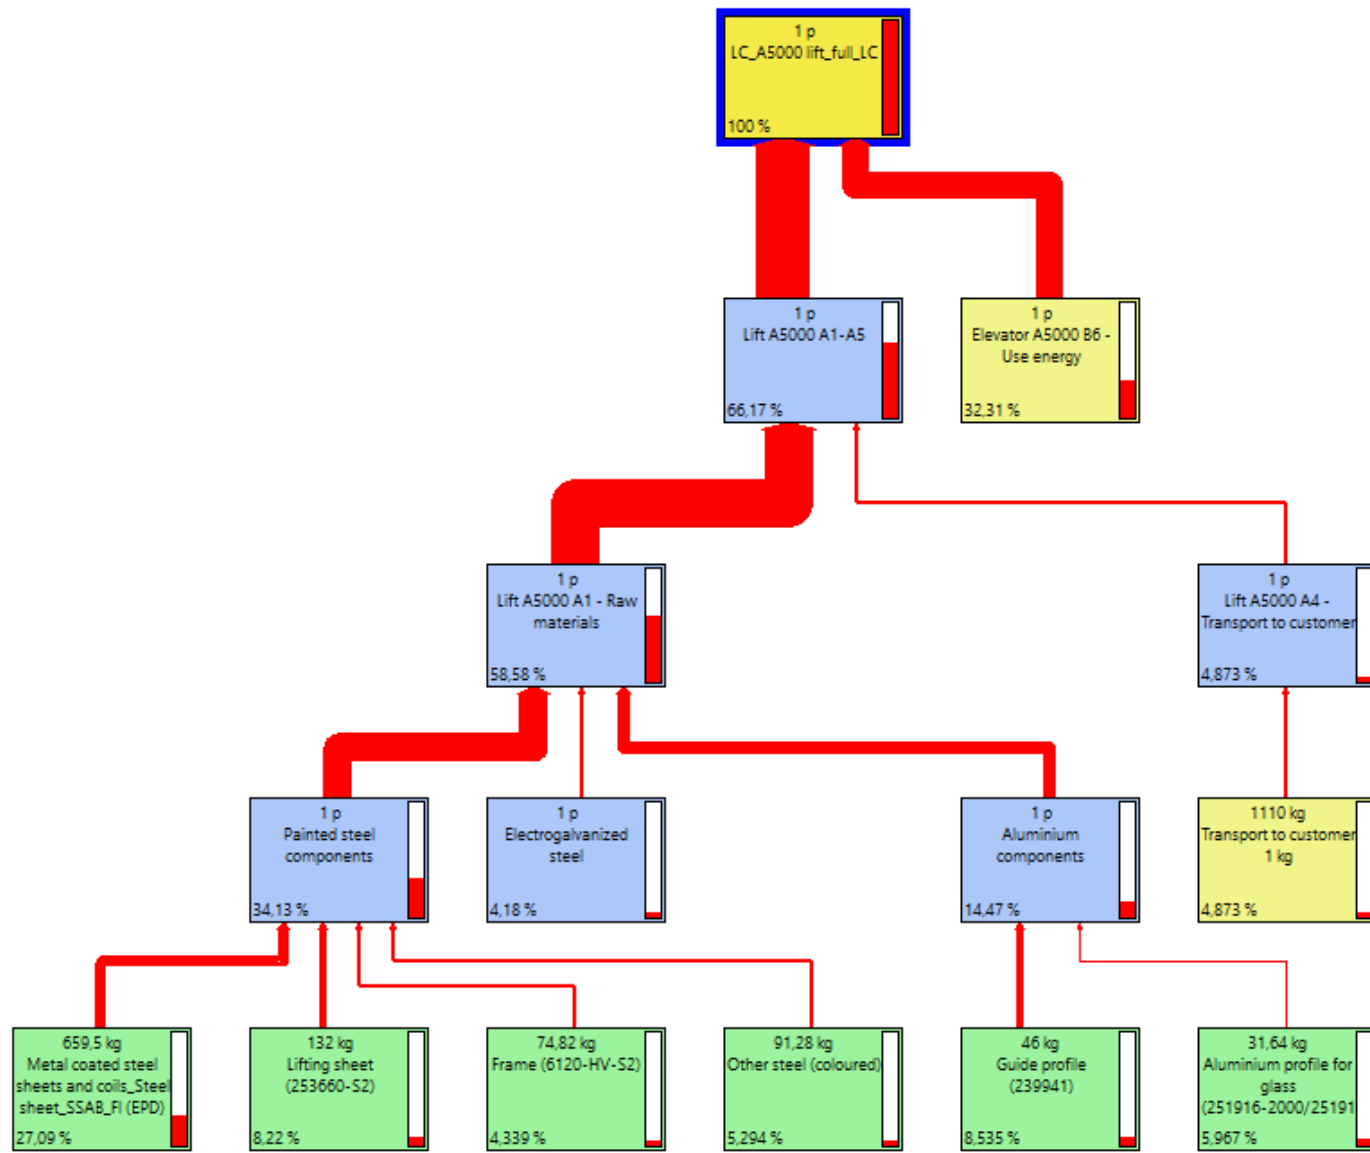 1 p
LC_A5000 lift_full_LC
100 %
1 p
Lift A5000 A1-A5
66,17 %
1 p
Elevator A5000 B6 -
Use energy
32,31 %
1 p
Lift A5000 A1 - Raw
materials
58,58 %
1 p
Lift A5000 A4 -
Transport to customer
4,873 %
1 p
Painted steel
components
34,13 %
1 p
Electrogalvanized
steel
4,18 %
1 p
Aluminium
components
14,47 %
1110 kg
Transport to customer
1 kg
4,873 %
659,5 kg
Metal coated steel
sheets and coils_Steel
sheet_SSAB_FI (EPD)
27,09 %
132 kg
Lifting sheet
(253660-S2)
8,22 %
74,82 kg
Frame (6120-HV-S2)
4,339 %
91,28 kg
Other steel (coloured)
5,294 %
46 kg
Guide profile
(239941)
8,535 %
31,64 kg
Aluminium profile for
glass
(251916-2000/25191
5,967 %